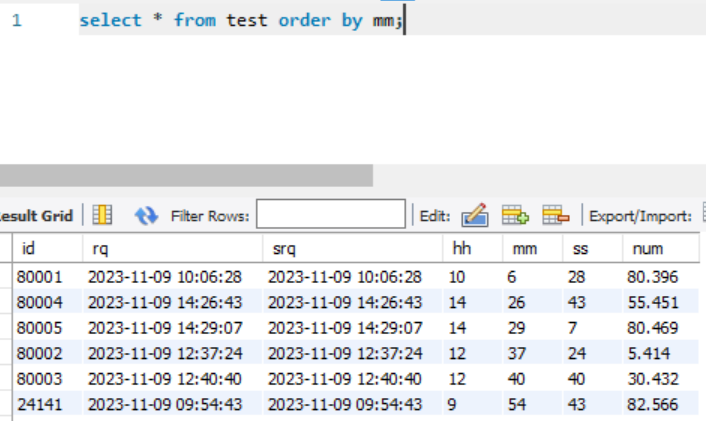 1 select * from test order by mm;
Result Grid Filter Rows: Edit: Export/Import:
id rq srq hh mm ss num
80001 2023-11-09 10:06:28 2023-11-09 10:06:28 10 6 28 80.396
80004 2023-11-09 14:26:43 2023-11-09 14:26:43 14 26 43 55.451
80005 2023-11-09 14:29:07 2023-11-09 14:29:07 14 29 7 80.469
80002 2023-11-09 12:37:24 2023-11-09 12:37:24 12 37 24 5.414
80003 2023-11-09 12:40:40 2023-11-09 12:40:40 12 40 40 30.432
24141 2023-11-09 09:54:43 2023-11-09 09:54:43 9 54 43 82.566